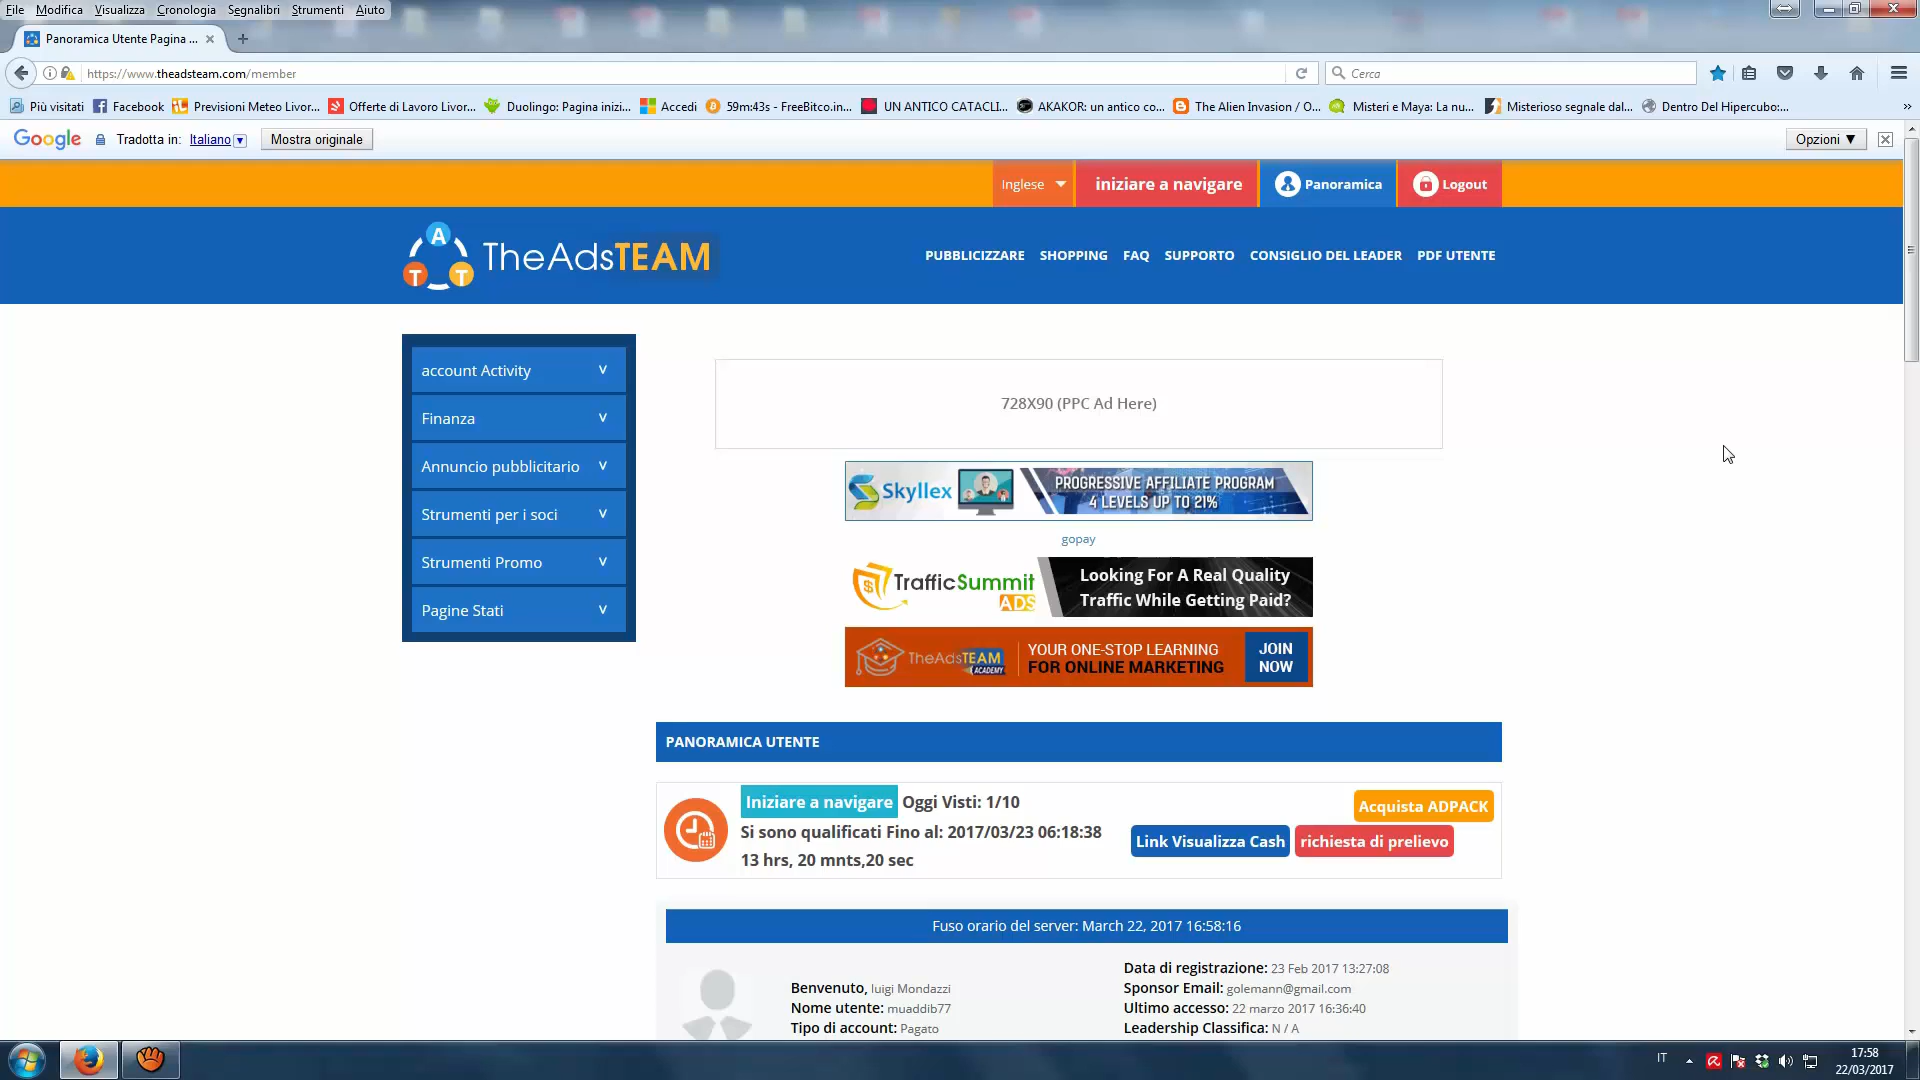 File Modifica Visualizza Cronologia Segnalibri Strumenti Aiuto
Panoramica Utente Pagina ...
https://www.theadsteam.com/member
Cerca
Più visitati Facebook Previsioni Meteo Livor... Offerte di Lavoro Livor... Duolingo: Pagina inizi... Accedi 59m:43s - FreeBitco.in... UN ANTICO CATACLI... AKAKOR: un antico co... The Alien Invasion / O... Misteri e Maya: La nu... Misterioso segnale dal... Dentro Del Hipercubo:...
Google Tradotta in: Italiano Mostra originale Opzioni ▼
Inglese iniziare a navigare Panoramica Logout
A T T TheAdsTEAM
PUBBLICIZZARE SHOPPING FAQ SUPPORTO CONSIGLIO DEL LEADER PDF UTENTE
account Activity
Finanza
Annuncio pubblicitario
Strumenti per i soci
Strumenti Promo
Pagine Stati
728X90 (PPC Ad Here)
Skyllex PROGRESSIVE AFFILIATE PROGRAM
4 LEVELS UP TO 21%
gopay
TrafficSummit ADS Looking For A Real Quality
Traffic While Getting Paid?
TheAdsTEAM ACADEMY YOUR ONE-STOP LEARNING
FOR ONLINE MARKETING
JOIN NOW
PANORAMICA UTENTE
Iniziare a navigare Oggi Visti: 1/10
Si sono qualificati Fino al: 2017/03/23 06:18:38
13 hrs, 20 mnts,20 sec
Acquista ADPACK
Link Visualizza Cash richiesta di prelievo
Fuso orario del server: March 22, 2017 16:58:16
Benvenuto, luigi Mondazzi
Nome utente: muaddib77
Tipo di account: Pagato
Data di registrazione: 23 Feb 2017 13:27:08
Sponsor Email: golemann@gmail.com
Ultimo accesso: 22 marzo 2017 16:36:40
Leadership Classifica: N / A
IT
17:58
22/03/2017